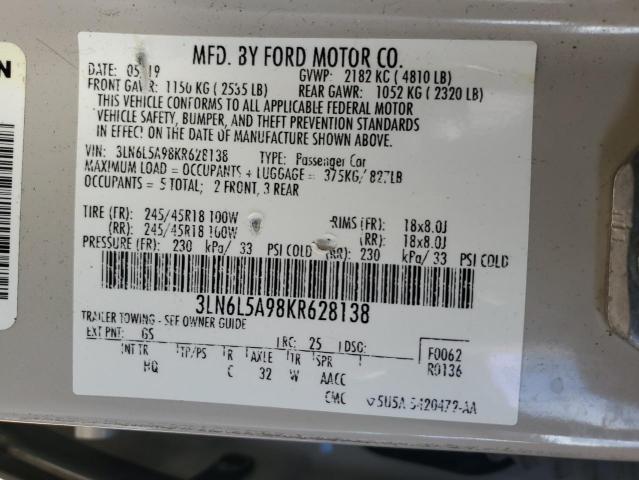 N
MFD. BY FORD MOTOR CO.
DATE: 05/19 GVWP: 2182 KG ( 4810 LB)
FRONT GAWR: 1150 KG ( 2535 LB) REAR GAWR: 1052 KG ( 2320 LB)
THIS VEHICLE CONFORMS TO ALL APPLICABLE FEDERAL MOTOR
VEHICLE SAFETY, BUMPER, AND THEFT PREVENTION STANDARDS
IN EFFECT ON THE DATE OF MANUFACTURE SHOWN ABOVE.
VIN: 3LN6L5A98KR628138 TYPE: Passenger Car
MAXIMUM LOAD = OCCUPANTS + LUGGAGE = 375KG/ 827LB
OCCUPANTS = 5 TOTAL; 2 FRONT, 3 REAR
TIRE (FR): 245/45R18 100W RIMS (FR): 18x8.0J
(RR): 245/45R18 100W (RR): 18x8.0J
PRESSURE (FR): 230 kPa/ 33 PSI COLD (RR): 230 kPa/ 33 PSI COLD
3LN6L5A98KR628138
TRAILER TOWING - SEE OWNER GUIDE
EXT PNT: GS RC: 25 DSG: F0062
INT TR TP/PS R AXLE TR SPR R0136
HQ C 32 W AACC
CMC